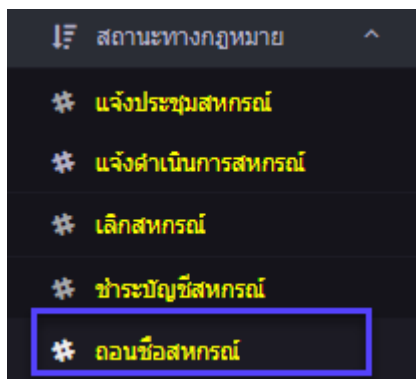 สถานะทางกฎหมาย
แจ้งประชุมสหกรณ์
แจ้งดำเนินการสหกรณ์
เลิกสหกรณ์
ชำระบัญชีสหกรณ์
ถอนชื่อสหกรณ์